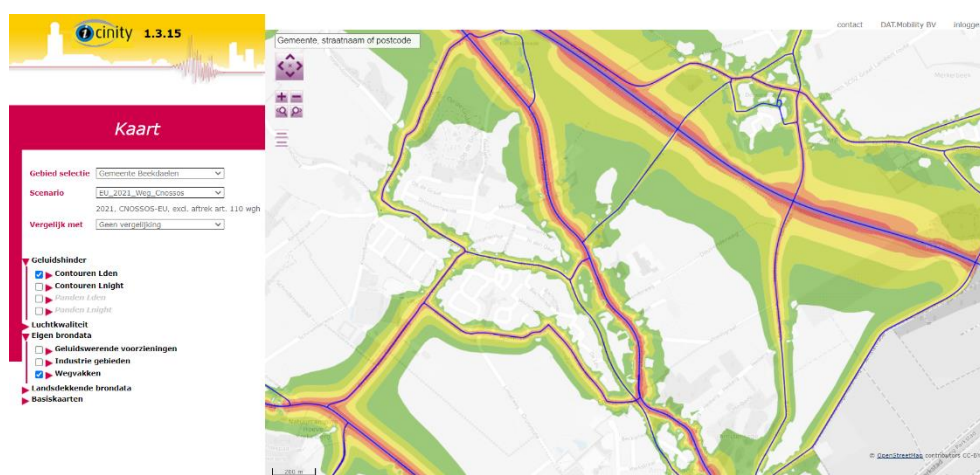 icinity 1.3.15
contact DAT.Mobility BV inlogge
Gemeente, straatnaam of postcode
Kaart
Gebied selectie Gemeente Beekdaelen
Scenario EU_2021_Weg_Cnossos
2021, CNOSSOS-EU, excl. aftrek art. 110 wgh
Vergelijk met Geen vergelijking
Geluidshinder
Contouren Lden
Contouren Lnight
Panden Lden
Panden Lnight
Luchtkwaliteit
Eigen brondata
Geluidswerende voorzieningen
Industrie gebieden
Wegvakken
Landsdekkende brondata
Basiskaarten
© OpenStreetMap contributors CC-B
260 m